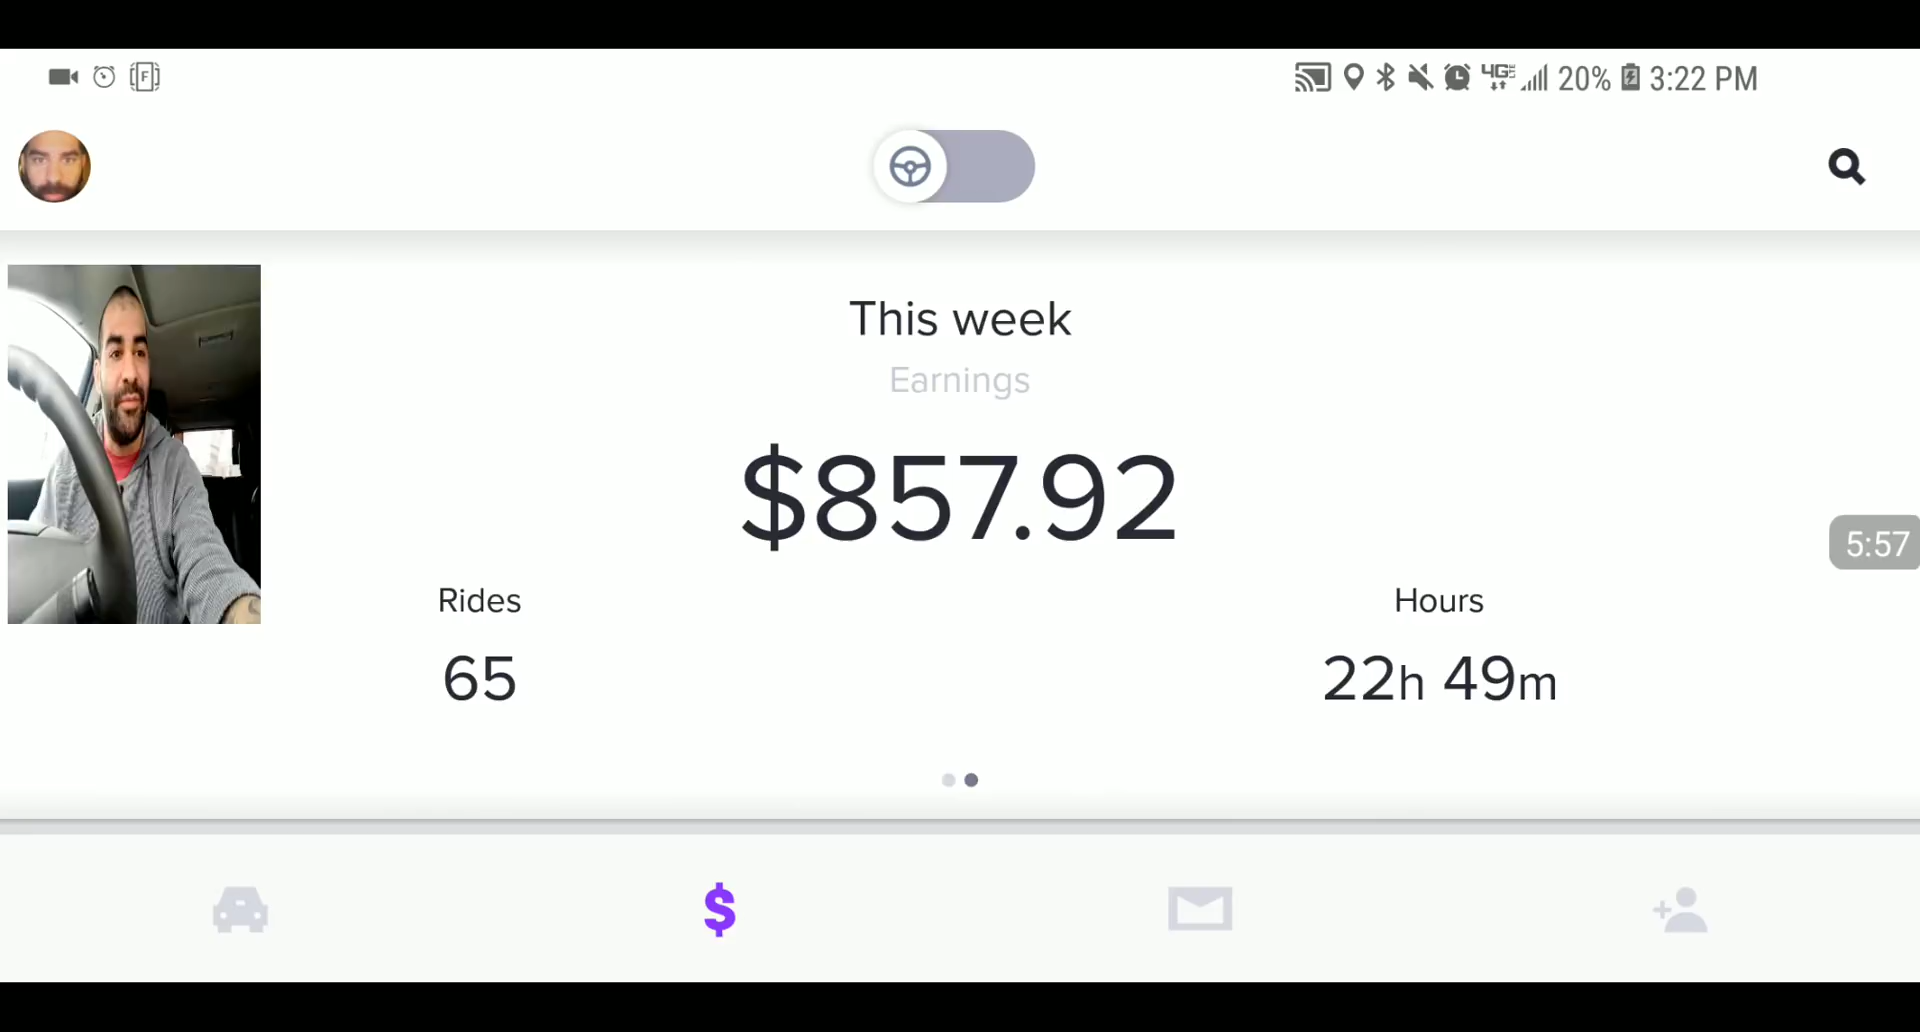 20% 3:22 PM
This week
Earnings
$857.92
5:57
Rides
Hours
65
22h 49m